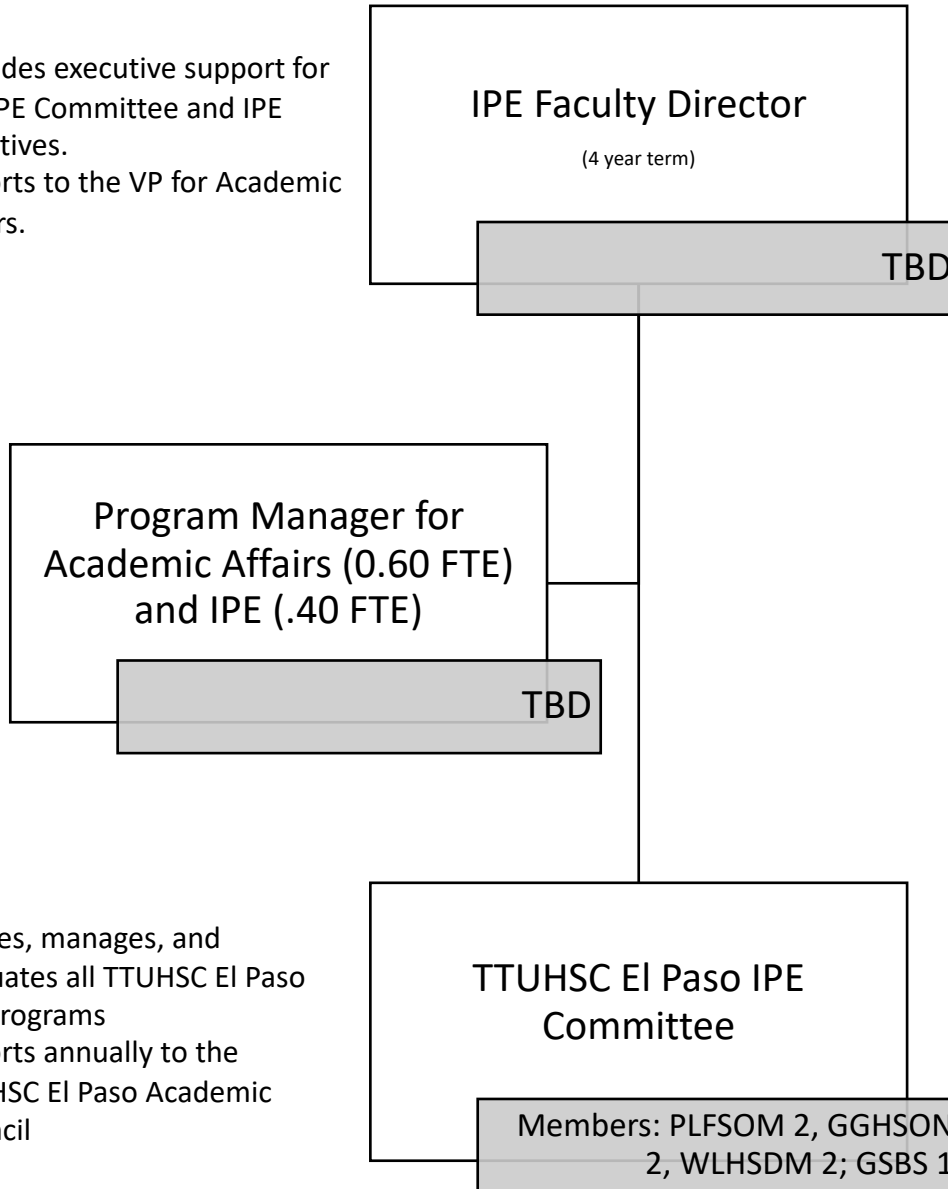 des executive support for
PE Committee and IPE
tives.
rts to the VP for Academic
rs.
IPE Faculty Director
(4 year term)
TBD
Program Manager for
Academic Affairs (0.60 FTE)
and IPE (.40 FTE)
TBD
es, manages, and
uates all TTUHSC El Paso
rograms
rts annually to the
HSC El Paso Academic
cil
TTUHSC El Paso IPE
Committee
Members: PLFSOM 2, GGHSON
2, WLHSDM 2; GSBS 1